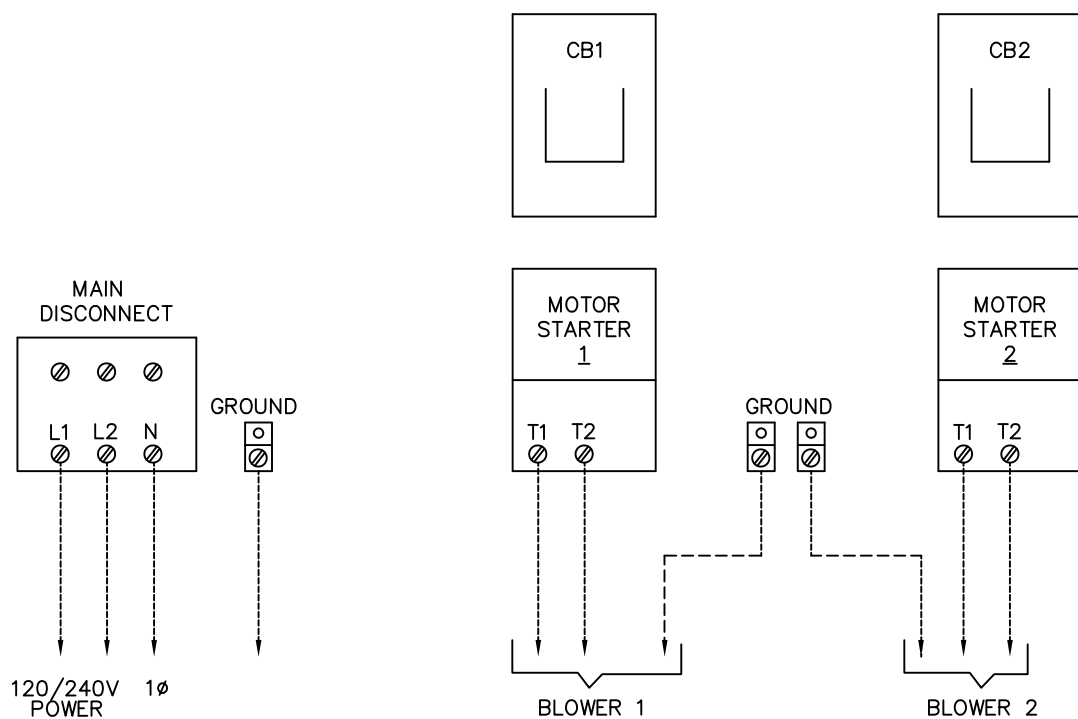 CB1
CB2
MAIN
DISCONNECT
L1 L2 N
GROUND
MOTOR
STARTER
1
T1 T2
GROUND
MOTOR
STARTER
2
T1 T2
120/240V 1ø
POWER
BLOWER 1
BLOWER 2